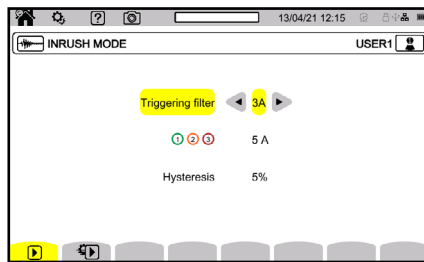 ?
13/04/21 12:15
INRUSH MODE
USER1
Triggering filter ◄ 3A ►
① ② ③ 5 A
Hysteresis 5%